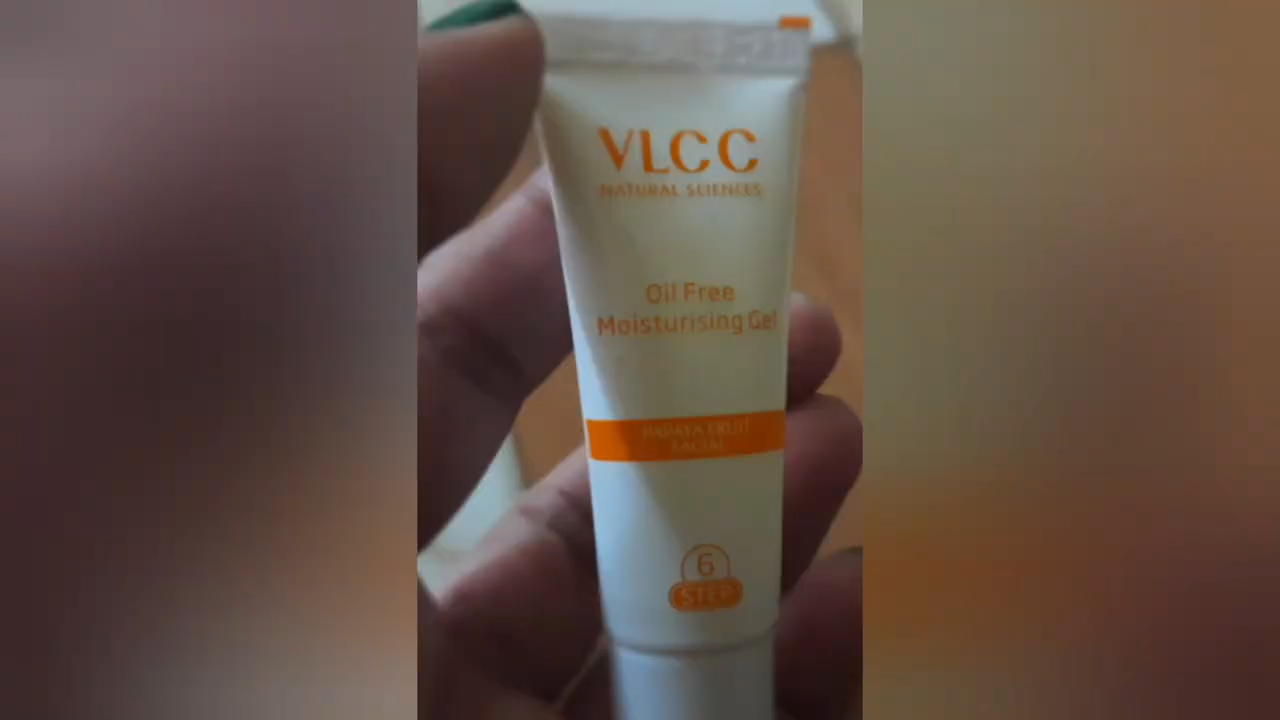 VLCC
NATURAL SCIENCES
Oil Free
Moisturising Gel
PAPAYA FRUIT
FACIAL
6
STEP